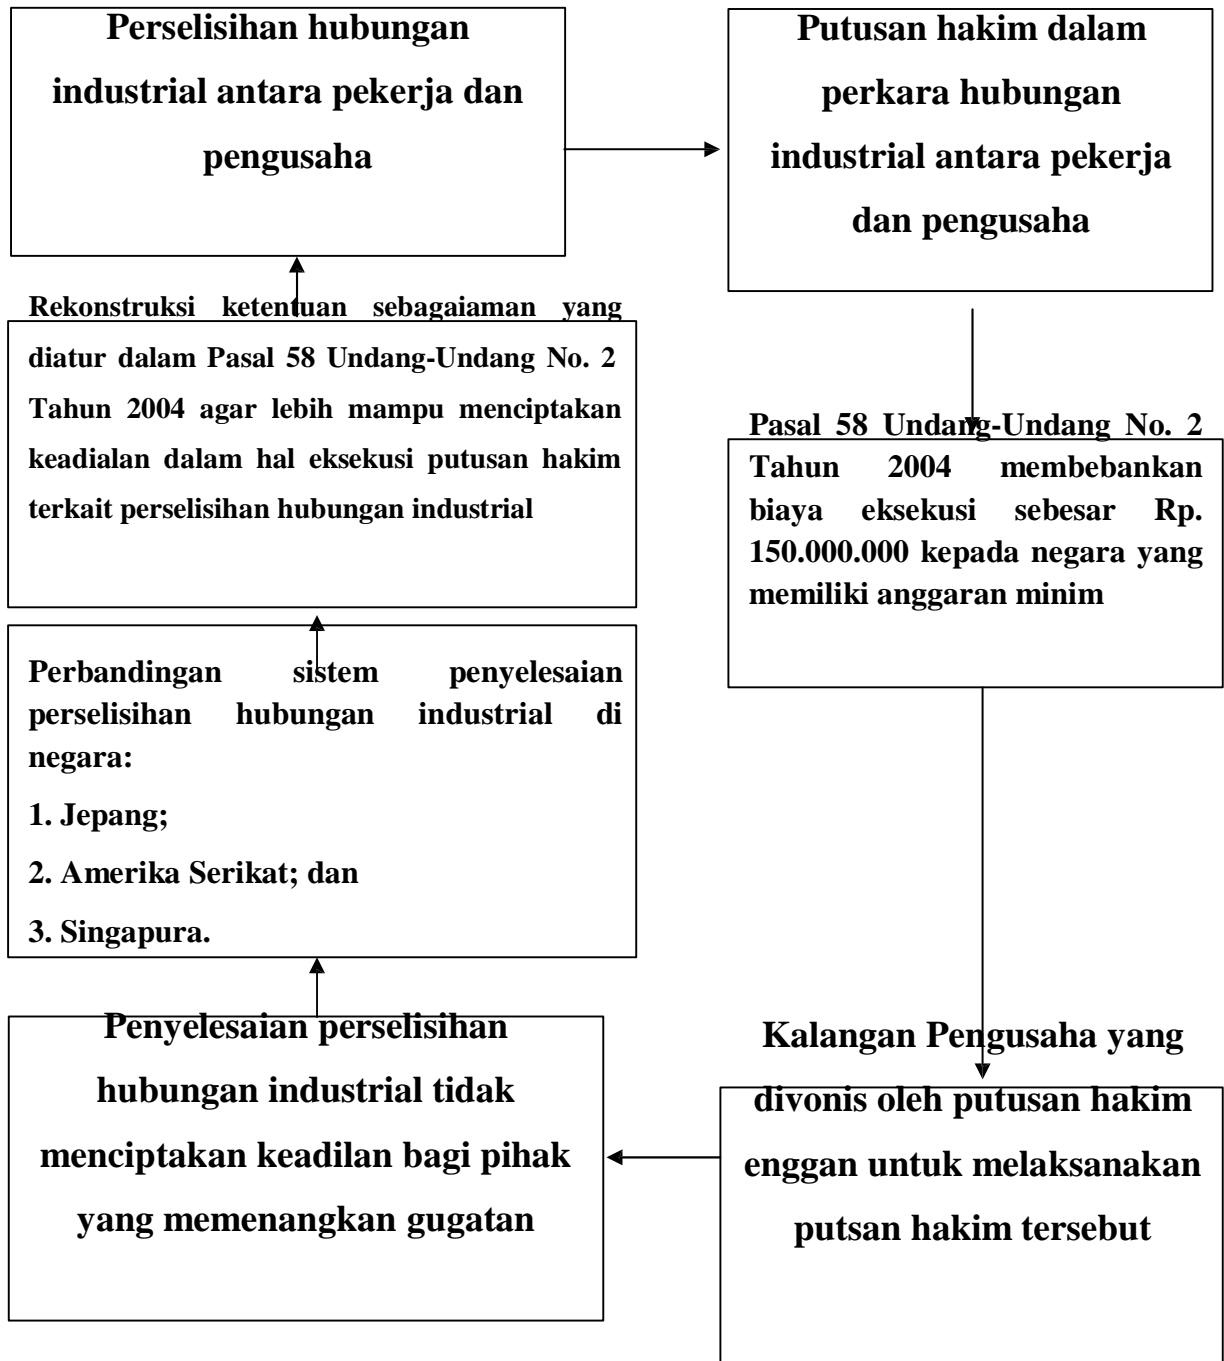 Perselisihan hubungan
industrial antara pekerja dan
pengusaha
Putusan hakim dalam
perkara hubungan
industrial antara pekerja
dan pengusaha
Rekonstruksi ketentuan sebagaiaman yang
diatur dalam Pasal 58 Undang-Undang No. 2
Tahun 2004 agar lebih mampu menciptakan
keadialan dalam hal eksekusi putusan hakim
terkait perselisihan hubungan industrial
Pasal 58 Undang-Undang No. 2
Tahun 2004 membebankan
biaya eksekusi sebesar Rp.
150.000.000 kepada negara yang
memiliki anggaran minim
Perbandingan sistem penyelesaian
perselisihan hubungan industrial di
negara:
1. Jepang;
2. Amerika Serikat; dan
3. Singapura.
Penyelesaian perselisihan
hubungan industrial tidak
menciptakan keadilan bagi pihak
yang memenangkan gugatan
Kalangan Pengusaha yang
divonis oleh putusan hakim
enggan untuk melaksanakan
putsan hakim tersebut